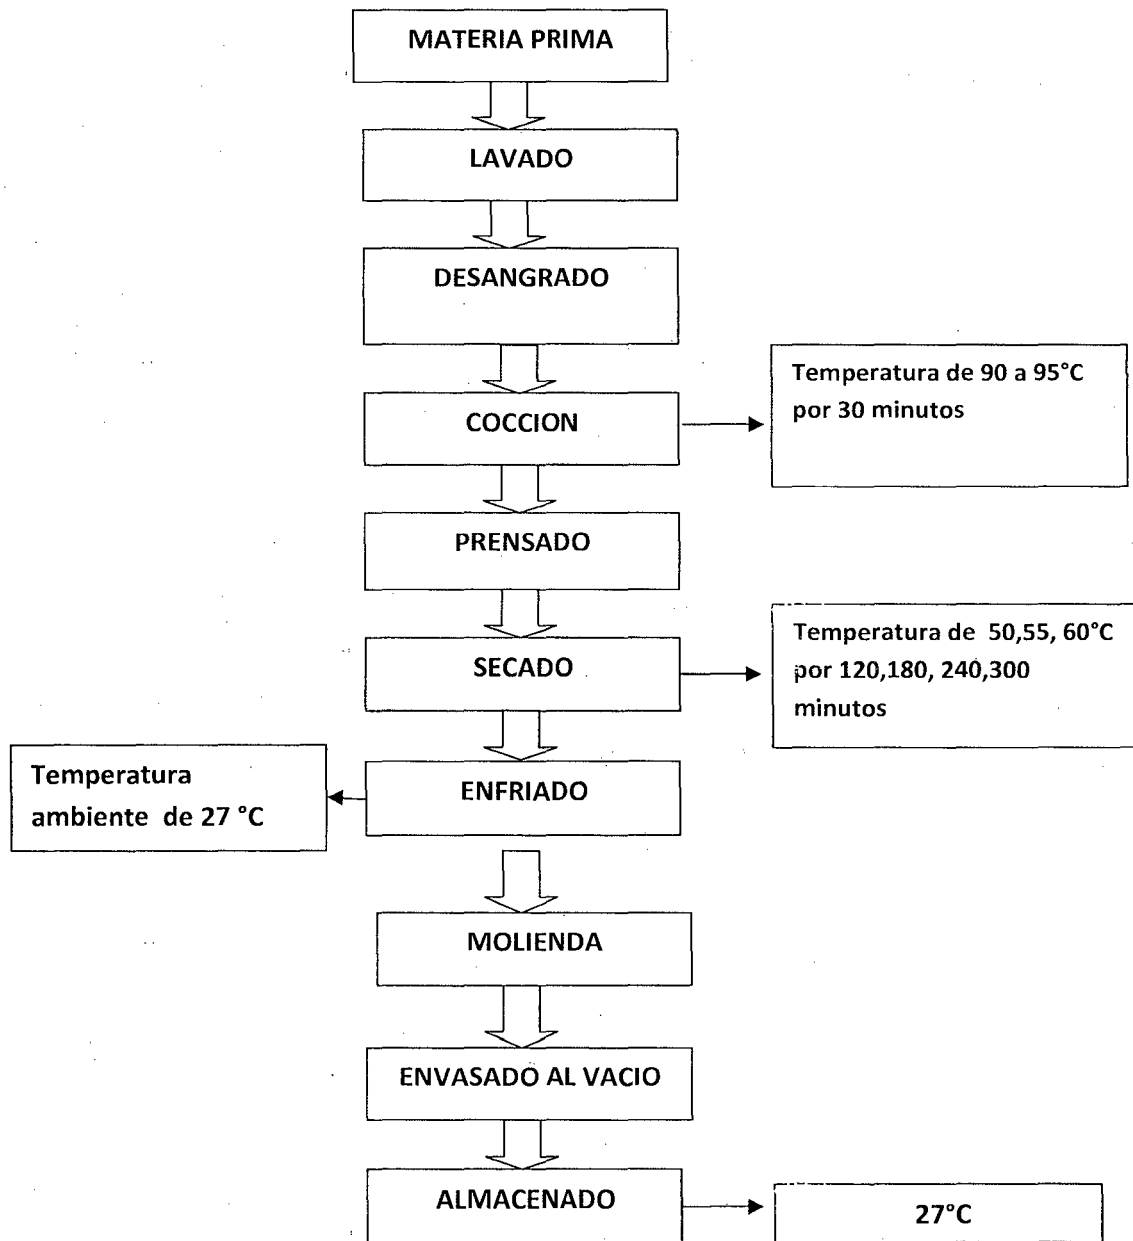 MATERIA PRIMA
LAVADO
DESANGRADO
COCCION
Temperatura de 90 a 95°C
por 30 minutos
PRENSADO
SECADO
Temperatura de 50,55, 60°C
por 120,180, 240,300
minutos
ENFRIADO
Temperatura
ambiente de 27 °C
MOLIENDA
ENVASADO AL VACIO
ALMACENADO
27°C